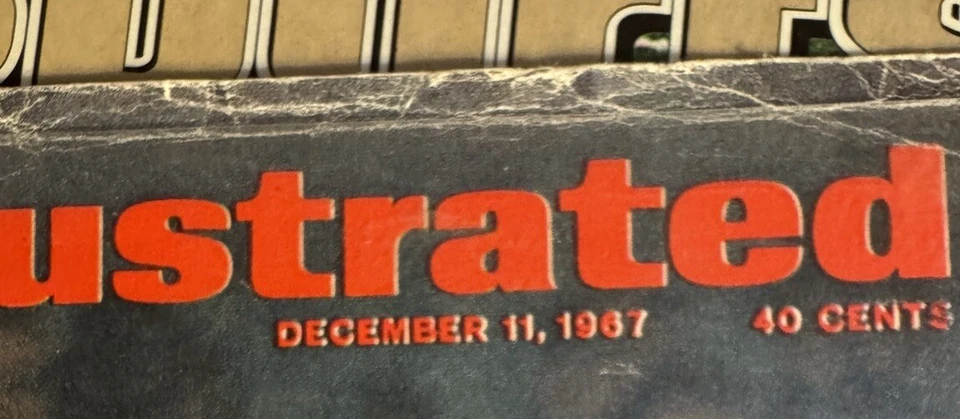 ustrated
DECEMBER 11, 1967 40 CENTS